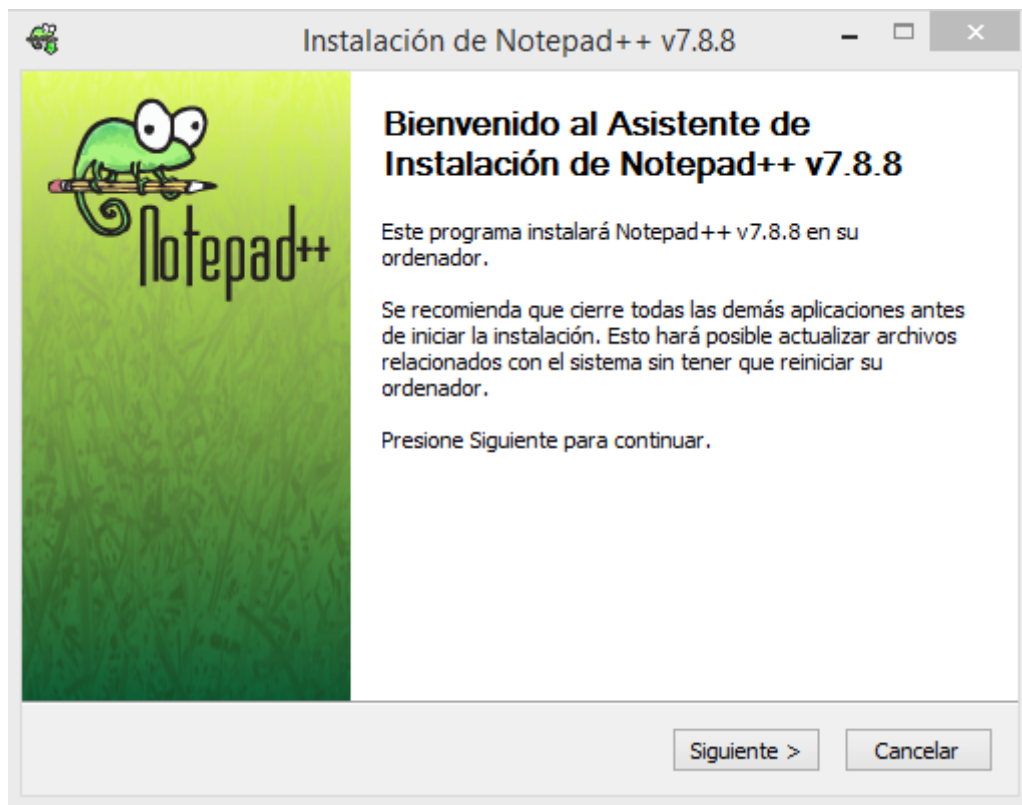 Instalación de Notepad++ v7.8.8
Notepad++
Bienvenido al Asistente de
Instalación de Notepad++ v7.8.8
Este programa instalará Notepad++ v7.8.8 en su
ordenador.
Se recomienda que cierre todas las demás aplicaciones antes
de iniciar la instalación. Esto hará posible actualizar archivos
relacionados con el sistema sin tener que reiniciar su
ordenador.
Presione Siguiente para continuar.
Siguiente > Cancelar